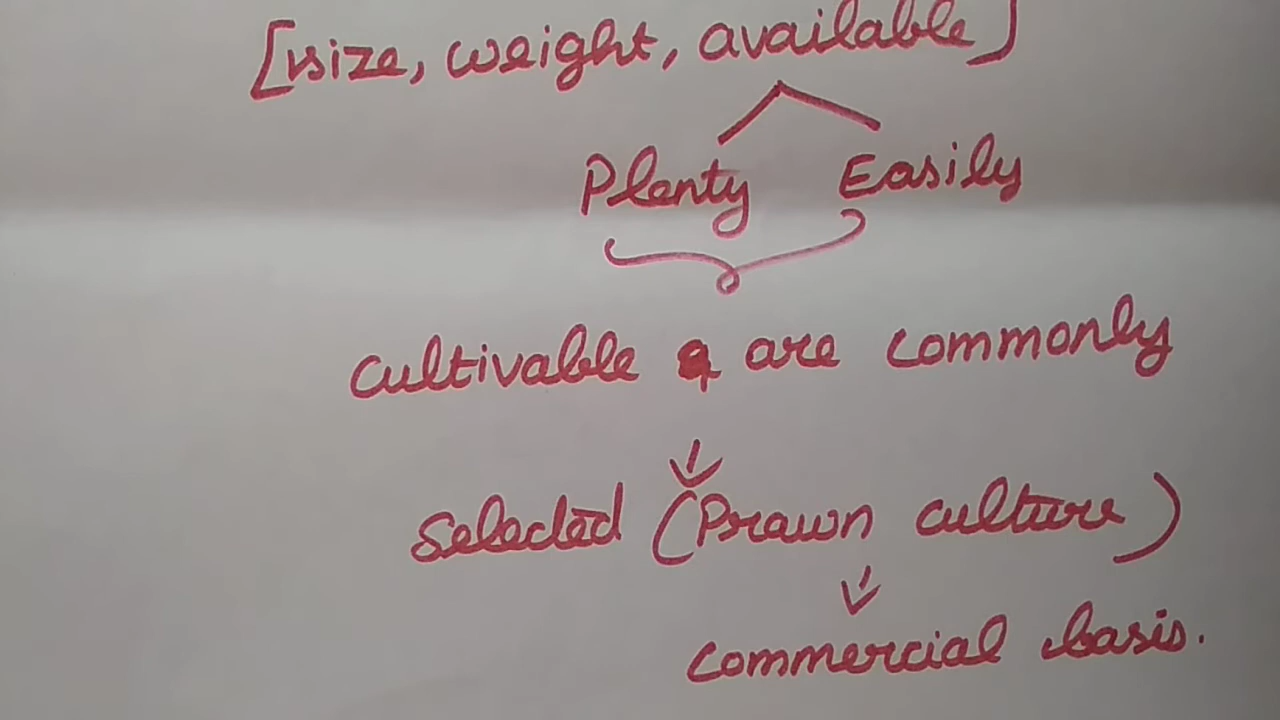 [size, weight, available]
Plenty Easily
cultivable & are commonly
selected (Prawn culture)
commercial basis.